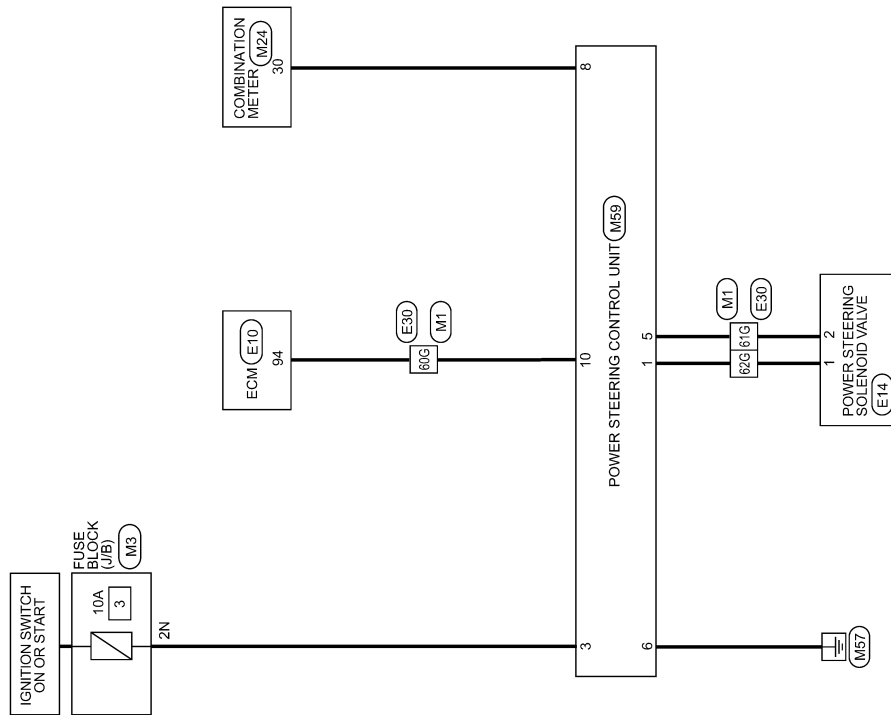 IGNITION SWITCH
ON OR START
FUSE
BLOCK
(J/B)
M3
10A
3
2N
ECM
E10
94
COMBINATION
METER
M24
30
E30
M1
60G
3
10
8
POWER STEERING CONTROL UNIT
M59
6
1
5
M1
E30
62G
61G
1
2
POWER STEERING
SOLENOID VALVE
E14
M57